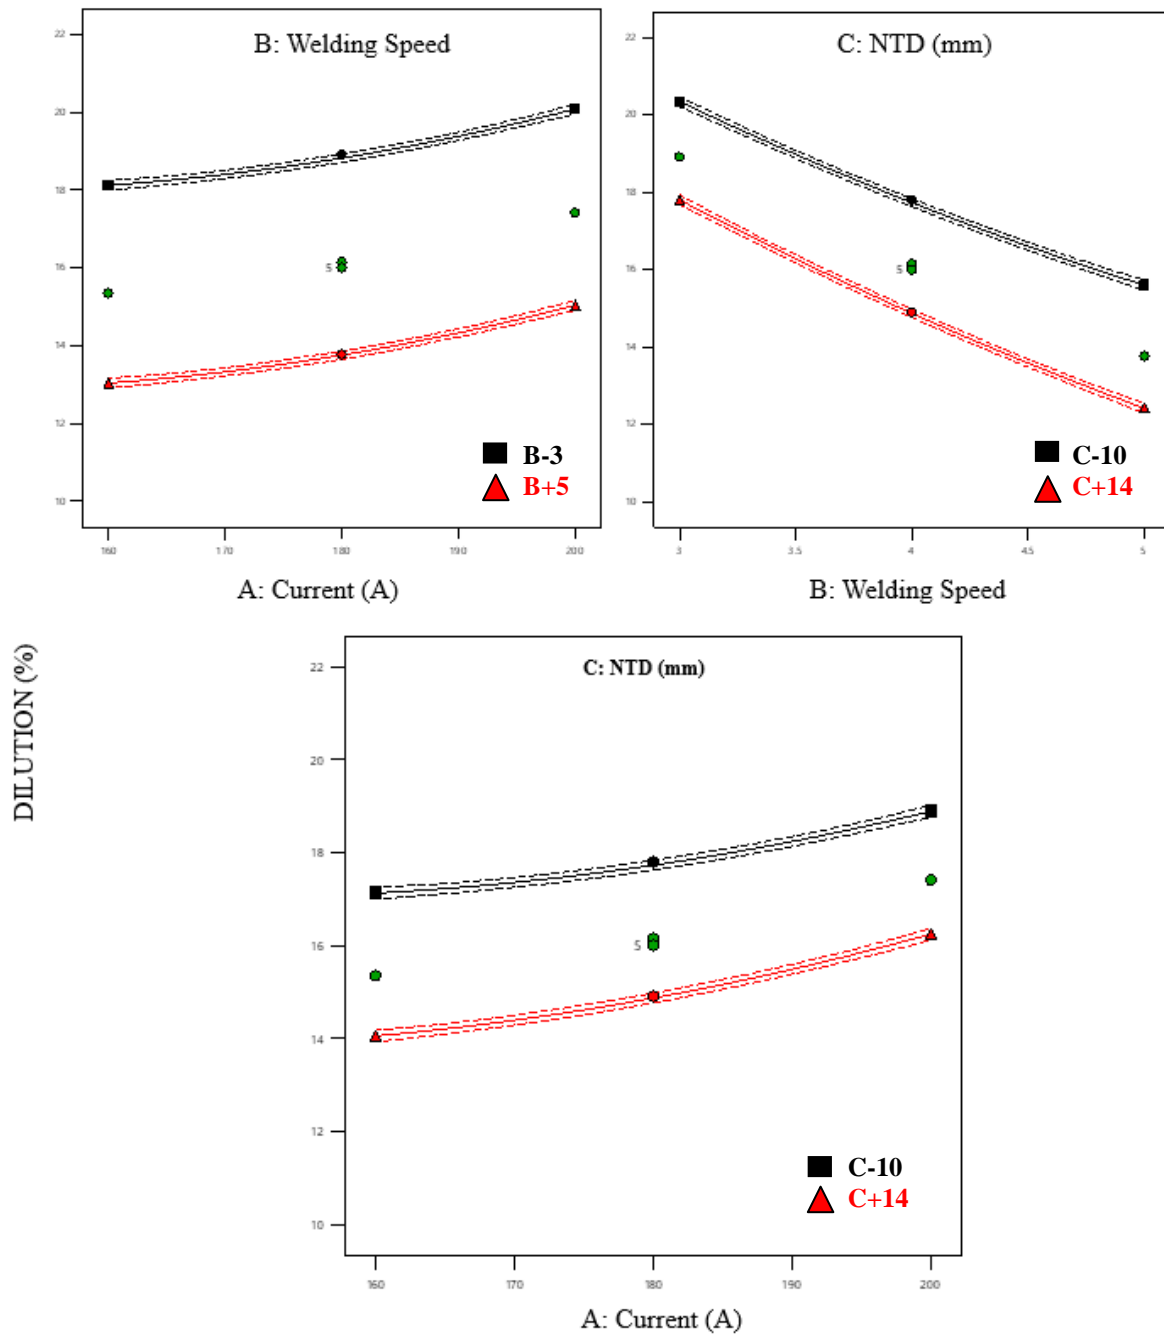 B: Welding Speed
22
20
18
16
14
12
10
5
B-3
B+5
160 170 180 190 200
A: Current (A)
C: NTD (mm)
22
20
18
16
14
12
10
5
C-10
C+14
3 3.5 4 4.5 5
B: Welding Speed
DILUTION (%)
C: NTD (mm)
22
20
18
16
14
12
10
5
C-10
C+14
160 170 180 190 200
A: Current (A)